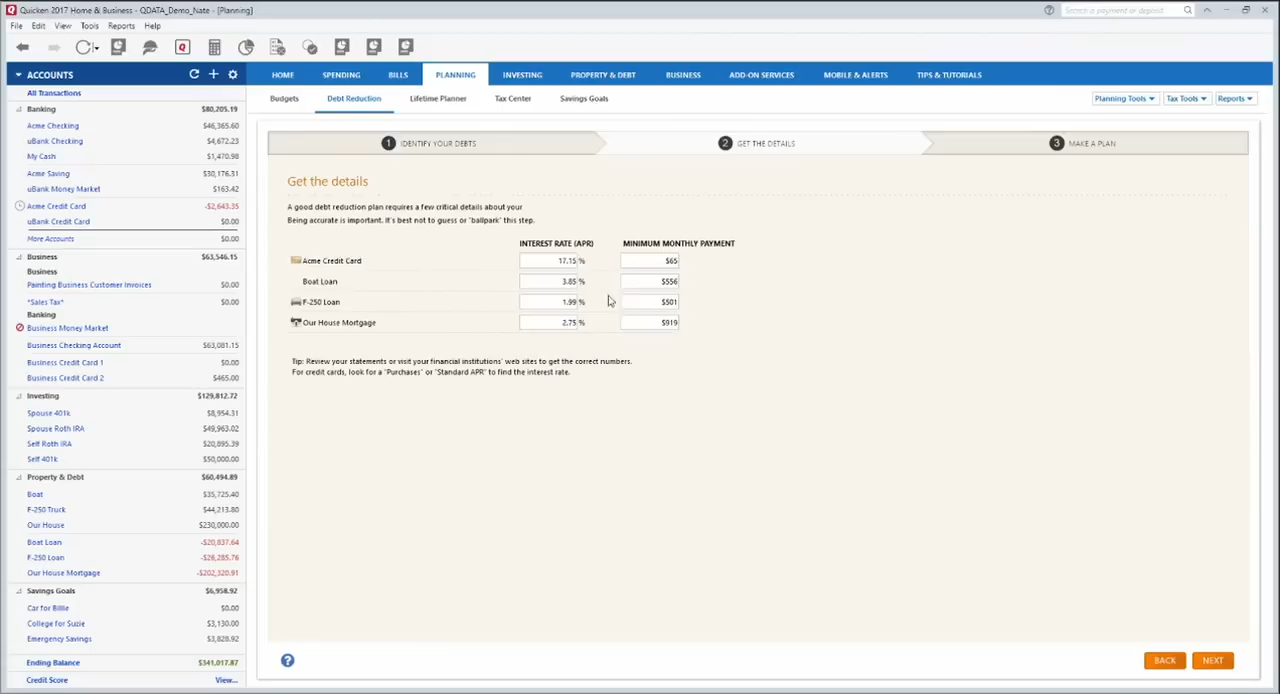 Quicken 2017 Home & Business - QDATA_Demo_Nate - [Planning]
Search a payment or deposit
File Edit View Tools Reports Help
ACCOUNTS
HOME SPENDING BILLS PLANNING INVESTING PROPERTY & DEBT BUSINESS ADD-ON SERVICES MOBILE & ALERTS TIPS & TUTORIALS
Budgets Debt Reduction Lifetime Planner Tax Center Savings Goals
Planning Tools Tax Tools Reports
All Transactions
Banking $80,205.19
Acme Checking $46,365.60
uBank Checking $4,672.23
My Cash $1,470.98
Acme Saving $30,176.31
uBank Money Market $163.42
Acme Credit Card -$2,643.35
uBank Credit Card $0.00
More Accounts $0.00
Business $63,546.15
Business
Painting Business Customer Invoices $0.00
*Sales Tax* $0.00
Banking
Business Money Market
Business Checking Account $63,081.15
Business Credit Card 1 $0.00
Business Credit Card 2 $465.00
Investing $129,812.72
Spouse 401k $8,954.31
Spouse Roth IRA $49,963.02
Self Roth IRA $20,895.39
Self 401k $50,000.00
Property & Debt $60,494.89
Boat $35,725.40
F-250 Truck $44,213.80
Our House $230,000.00
Boat Loan -$20,837.64
F-250 Loan -$26,285.76
Our House Mortgage -$202,320.91
Savings Goals $6,958.92
Car for Billie $0.00
College for Suzie $3,130.00
Emergency Savings $3,828.92
Ending Balance $341,017.87
Credit Score View...
1 IDENTIFY YOUR DEBTS 2 GET THE DETAILS 3 MAKE A PLAN
Get the details
A good debt reduction plan requires a few critical details about your
Being accurate is important. It's best not to guess or "ballpark" this step.
INTEREST RATE (APR) MINIMUM MONTHLY PAYMENT
Acme Credit Card 17.15 % $65
Boat Loan 3.85 % $556
F-250 Loan 1.99 % $501
Our House Mortgage 2.75 % $919
Tip: Review your statements or visit your financial institutions' web sites to get the correct numbers.
For credit cards, look for a "Purchases" or "Standard APR" to find the interest rate.
BACK NEXT